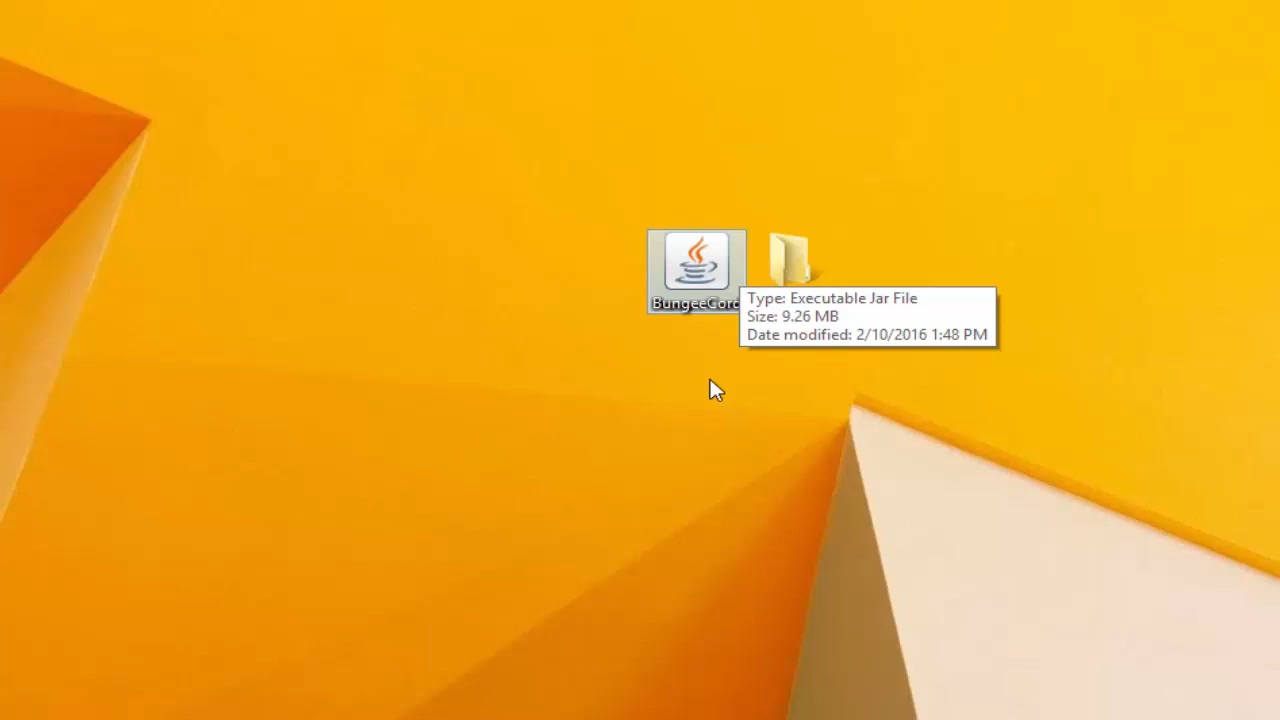 BungeeCord
Type: Executable Jar File
Size: 9.26 MB
Date modified: 2/10/2016 1:48 PM